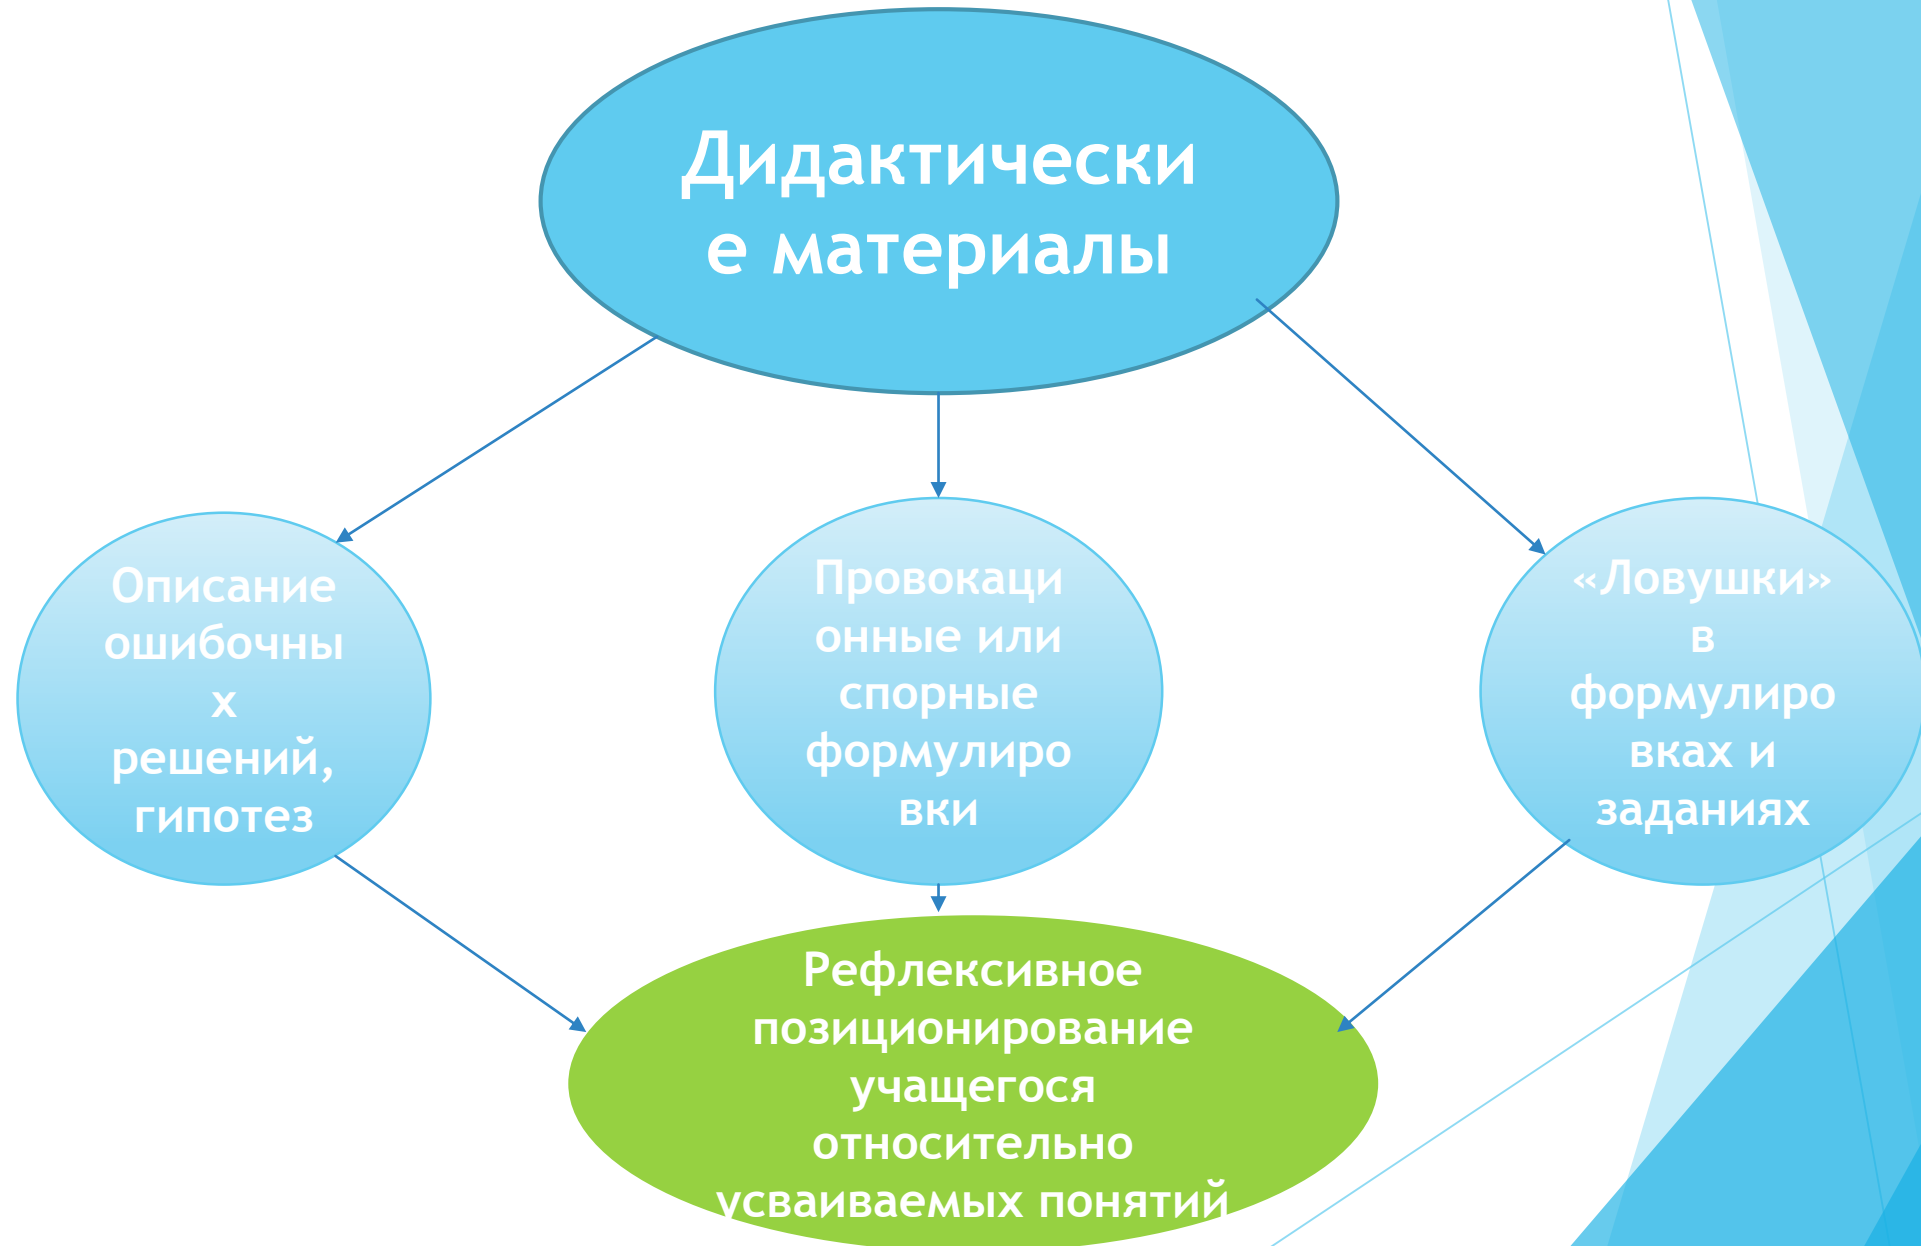 Дидактически
е материалы
Описание
ошибочны
х
решений,
гипотез
Провокаци
онные или
спорные
формулиро
вки
«Ловушки»
в
формулиро
вках и
заданиях
Рефлексивное
позиционирование
учащегося
относительно
усваиваемых понятий